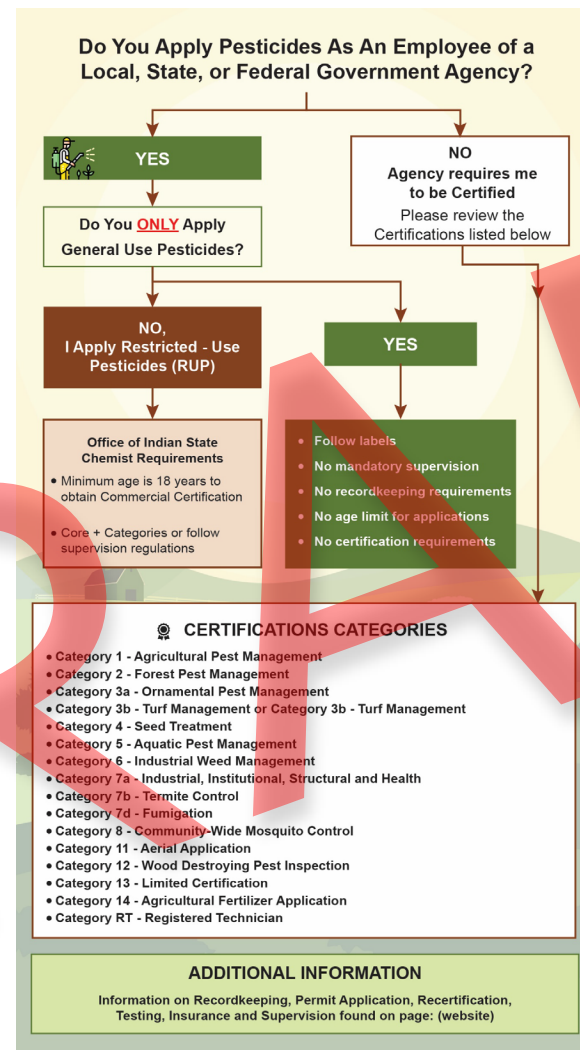 Do You Apply Pesticides As An Employee of a
Local, State, or Federal Government Agency?
YES
NO
Agency requires me
to be Certified
Please review the
Certifications listed below
Do You ONLY Apply
General Use Pesticides?
NO,
I Apply Restricted - Use
Pesticides (RUP)
YES
Office of Indian State
Chemist Requirements
• Minimum age is 18 years to
obtain Commercial Certification
• Core + Categories or follow
supervision regulations
• Follow labels
• No mandatory supervision
• No recordkeeping requirements
• No age limit for applications
• No certification requirements
CERTIFICATIONS CATEGORIES
• Category 1 - Agricultural Pest Management
• Category 2 - Forest Pest Management
• Category 3a - Ornamental Pest Management
• Category 3b - Turf Management or Category 3b - Turf Management
• Category 4 - Seed Treatment
• Category 5 - Aquatic Pest Management
• Category 6 - Industrial Weed Management
• Category 7a - Industrial, Institutional, Structural and Health
• Category 7b - Termite Control
• Category 7d - Fumigation
• Category 8 - Community-Wide Mosquito Control
• Category 11 - Aerial Application
• Category 12 - Wood Destroying Pest Inspection
• Category 13 - Limited Certification
• Category 14 - Agricultural Fertilizer Application
• Category RT - Registered Technician
ADDITIONAL INFORMATION
Information on Recordkeeping, Permit Application, Recertification,
Testing, Insurance and Supervision found on page: (website)